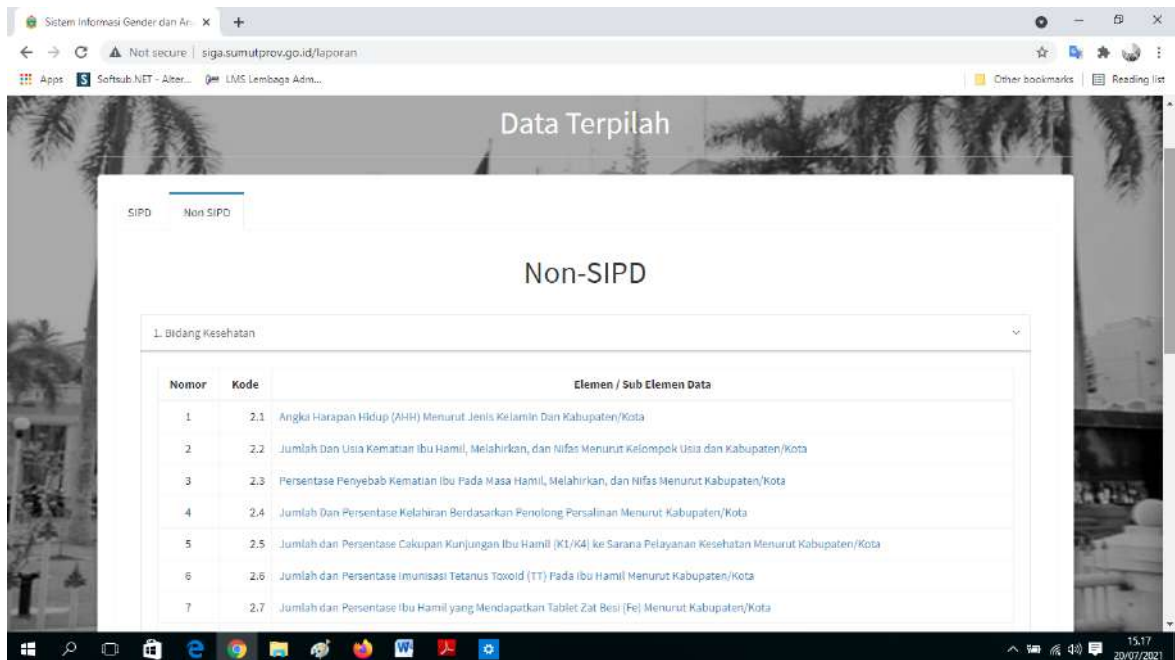 Sistem Informasi Gender dan An
Not secure siga.sumutprov.go.id/laporan
Apps Softsub.NET - Alter... LMS Lembaga Adm... Other bookmarks Reading list
Data Terpilah
SIPD Non SIPD
Non-SIPD
1. Bidang Kesehatan
Nomor Kode Elemen / Sub Elemen Data
1 2.1 Angka Harapan Hidup (AHH) Menurut Jenis Kelamin Dan Kabupaten/Kota
2 2.2 Jumlah Dan Usia Kematian Ibu Hamil, Melahirkan, dan Nifas Menurut Kelompok Usia dan Kabupaten/Kota
3 2.3 Persentase Penyebab Kematian Ibu Pada Masa Hamil, Melahirkan, dan Nifas Menurut Kabupaten/Kota
4 2.4 Jumlah Dan Persentase Kelahiran Berdasarkan Penolong Persalinan Menurut Kabupaten/Kota
5 2.5 Jumlah dan Persentase Cakupan Kunjungan Ibu Hamil (K1/K4) ke Sarana Pelayanan Kesehatan Menurut Kabupaten/Kota
6 2.6 Jumlah dan Persentase Imunisasi Tetanus Toxoid (TT) Pada Ibu Hamil Menurut Kabupaten/Kota
7 2.7 Jumlah dan Persentase Ibu Hamil yang Mendapatkan Tablet Zat Besi (Fe) Menurut Kabupaten/Kota
15.17
20/07/2021